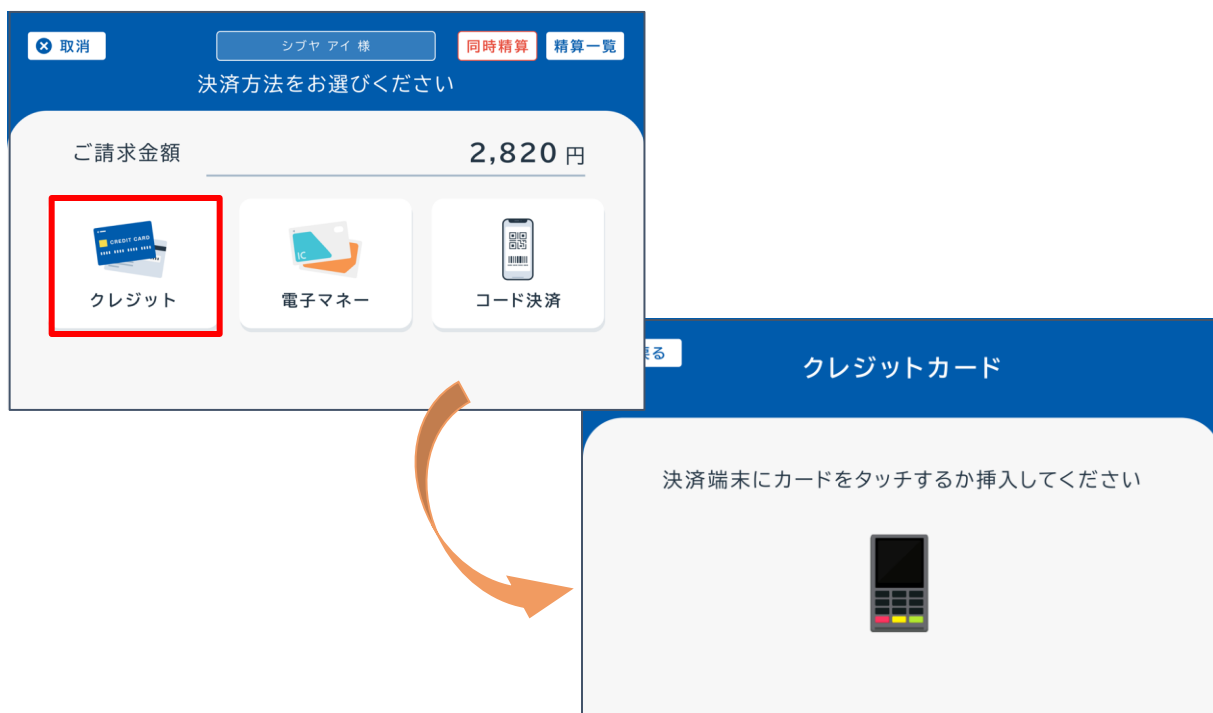 取消
シブヤ アイ 様
同時精算
精算一覧
決済方法をお選びください
ご請求金額
2,820 円
CREDIT CARD
IC
クレジット
電子マネー
コード決済
る
クレジットカード
決済端末にカードをタッチするか挿入してください